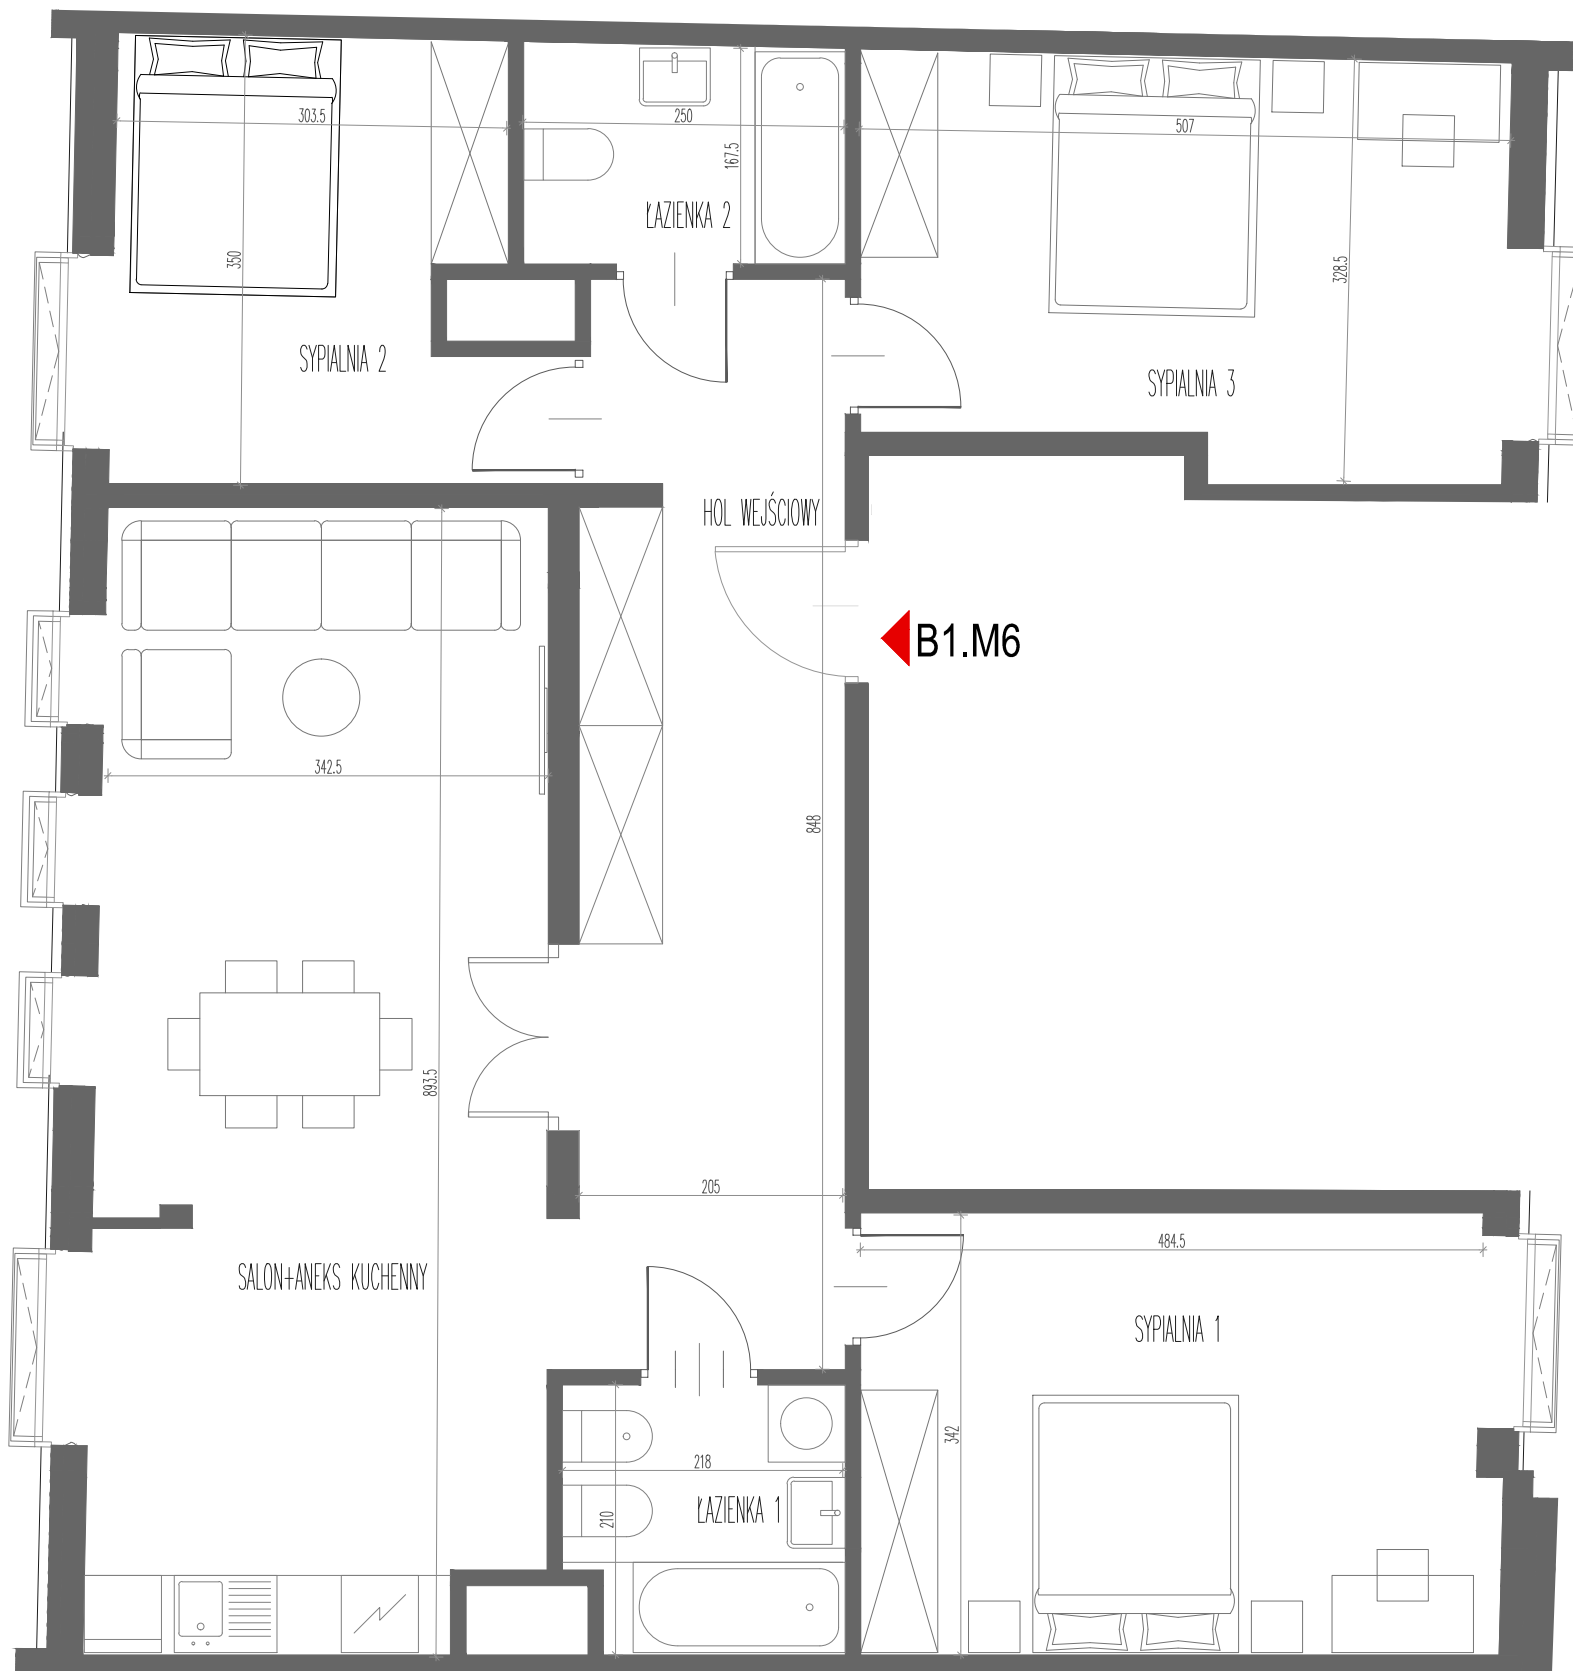 303.5
250
507
167.5
ŁAZIENKA 2
350
328.5
SYPIALNIA 2
SYPIALNIA 3
HOL WEJŚCIOWY
B1.M6
342.5
848
893.5
205
484.5
SALON+ANEKS KUCHENNY
SYPIALNIA 1
342
218
ŁAZIENKA 1
210